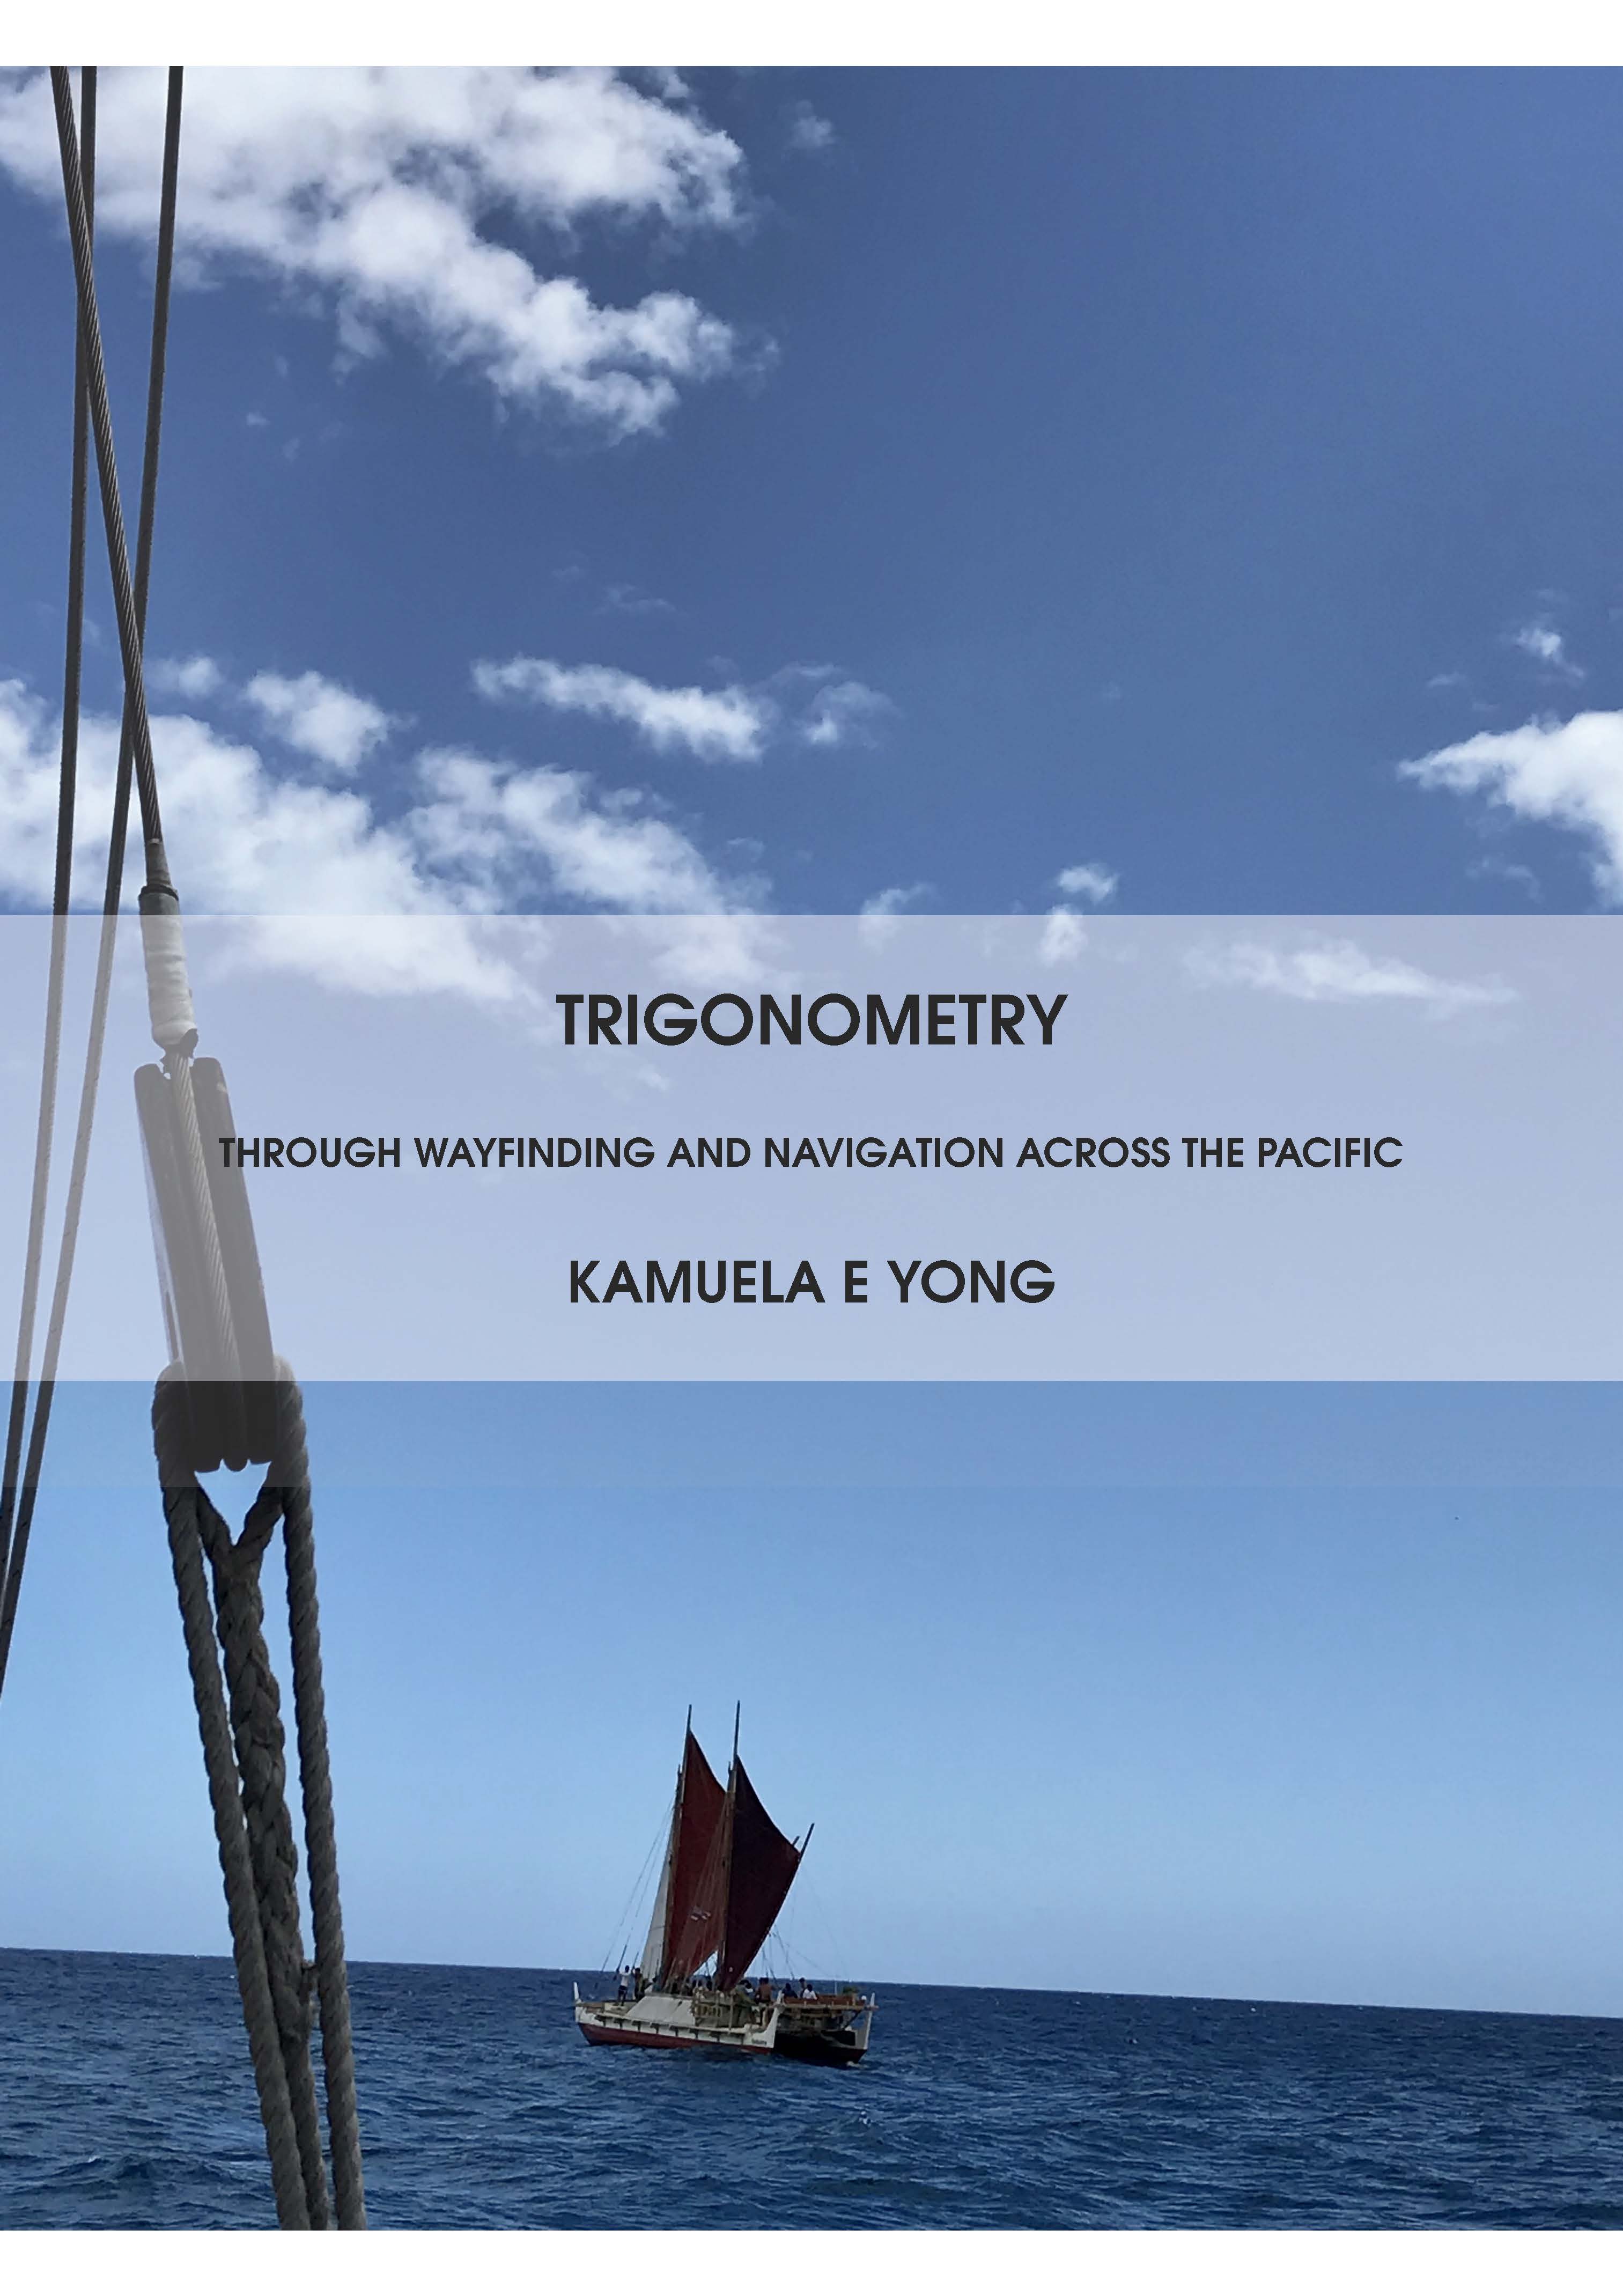 TRIGONOMETRY
THROUGH WAYFINDING AND NAVIGATION ACROSS THE PACIFIC
KAMUELA E YONG